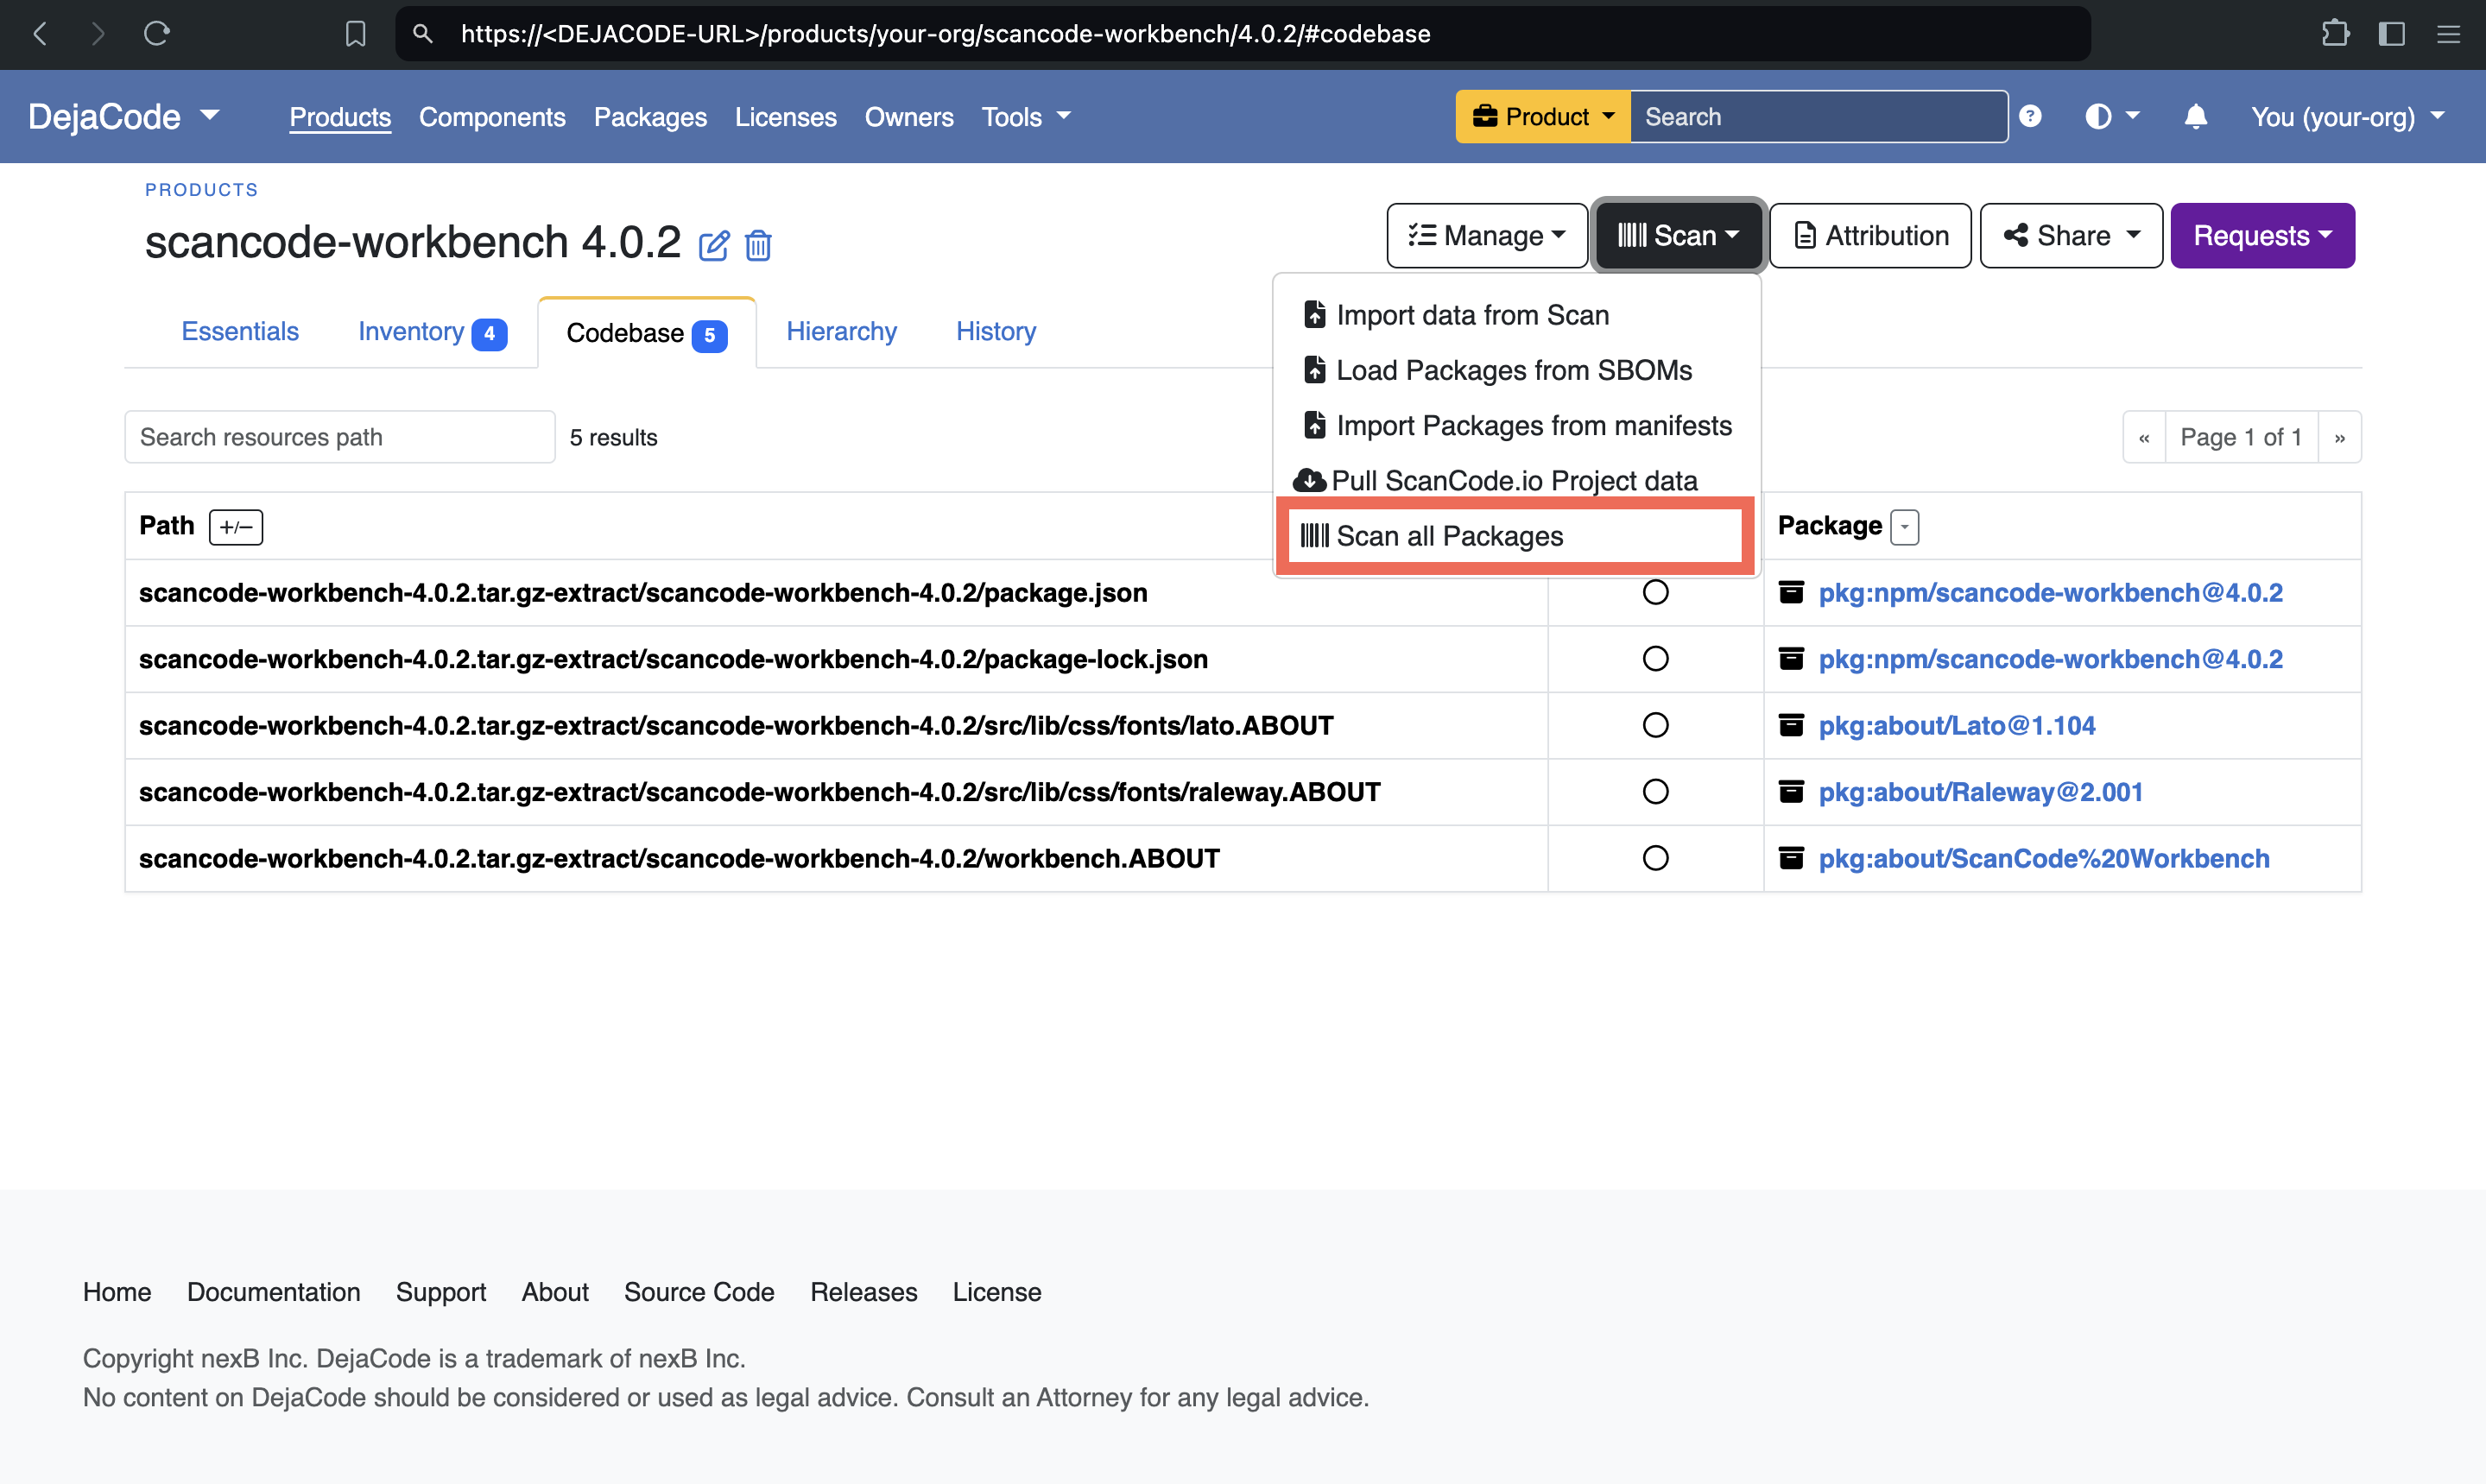 https://<DEJACODE-URL>/products/your-org/scancode-workbench/4.0.2/#codebase
DejaCode Products Components Packages Licenses Owners Tools Product Search ? You (your-org)
PRODUCTS
scancode-workbench 4.0.2
Manage Scan Attribution Share Requests
Essentials Inventory 4 Codebase 5 Hierarchy History
Import data from Scan
Load Packages from SBOMs
Import Packages from manifests
Pull ScanCode.io Project data
Scan all Packages
Search resources path 5 results « Page 1 of 1 »
Path +/− Package
scancode-workbench-4.0.2.tar.gz-extract/scancode-workbench-4.0.2/package.json pkg:npm/scancode-workbench@4.0.2
scancode-workbench-4.0.2.tar.gz-extract/scancode-workbench-4.0.2/package-lock.json pkg:npm/scancode-workbench@4.0.2
scancode-workbench-4.0.2.tar.gz-extract/scancode-workbench-4.0.2/src/lib/css/fonts/lato.ABOUT pkg:about/Lato@1.104
scancode-workbench-4.0.2.tar.gz-extract/scancode-workbench-4.0.2/src/lib/css/fonts/raleway.ABOUT pkg:about/Raleway@2.001
scancode-workbench-4.0.2.tar.gz-extract/scancode-workbench-4.0.2/workbench.ABOUT pkg:about/ScanCode%20Workbench
Home Documentation Support About Source Code Releases License
Copyright nexB Inc. DejaCode is a trademark of nexB Inc.
No content on DejaCode should be considered or used as legal advice. Consult an Attorney for any legal advice.